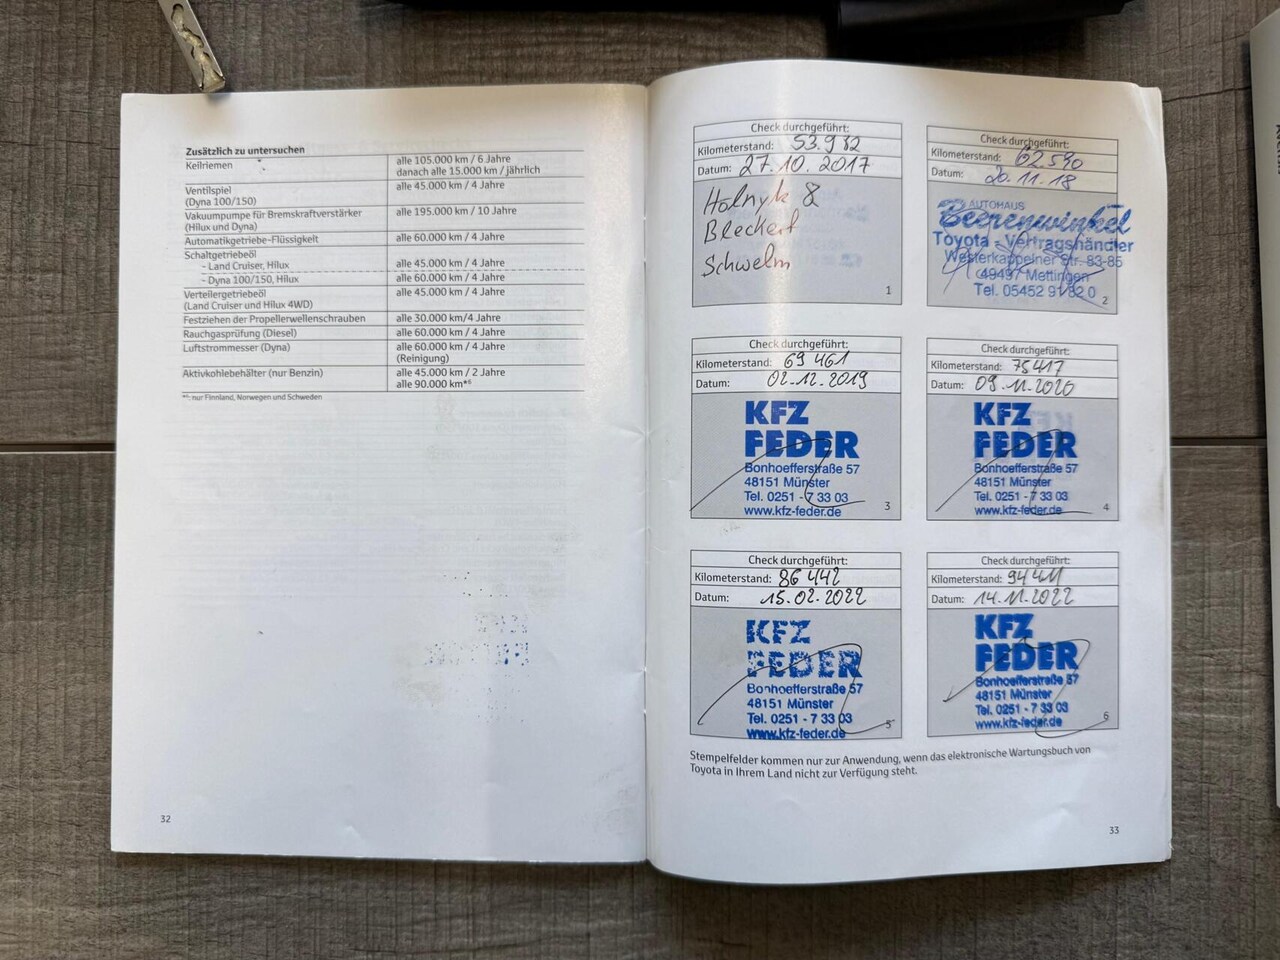 Zusätzlich zu untersuchen
Keilriemen alle 105.000 km / 6 Jahre
danach alle 15.000 km / jährlich
Ventilspiel alle 45.000 km / 4 Jahre
(Dyna 100/150)
Vakuumpumpe für Bremskraftverstärker alle 195.000 km / 10 Jahre
(Hilux und Dyna)
Automatikgetriebe-Flüssigkeit alle 60.000 km / 4 Jahre
Schaltgetriebeöl
- Land Cruiser, Hilux alle 45.000 km / 4 Jahre
- Dyna 100/150, Hilux alle 60.000 km / 4 Jahre
Verteilergetriebeöl alle 45.000 km / 4 Jahre
(Land Cruiser und Hilux 4WD)
Festziehen der Propellerwellenschrauben alle 30.000 km/4 Jahre
Rauchgasprüfung (Diesel) alle 60.000 km / 4 Jahre
Luftstrommesser (Dyna) alle 60.000 km / 4 Jahre
(Reinigung)
Aktivkohlebehälter (nur Benzin) alle 45.000 km / 2 Jahre
alle 90.000 km*⁶
*⁶: nur Finnland, Norwegen und Schweden
32
Check durchgeführt:
Kilometerstand: 53.982
Datum: 27.10.2017
Holnyk &
Bleckert
Schwelm
1
Check durchgeführt:
Kilometerstand: 62.590
Datum: 20.11.18
AUTOHAUS
Beerenwinkel
Toyota - Vertragshändler
Westerkappelner Str. 83-85
49497 Mettingen
Tel. 05452 91 82 0
2
Check durchgeführt:
Kilometerstand: 69 461
Datum: 02.12.2019
KFZ
FEDER
Bonhoefferstraße 57
48151 Münster
Tel. 0251 - 7 33 03
www.kfz-feder.de
3
Check durchgeführt:
Kilometerstand: 75417
Datum: 09.11.2020
KFZ
FEDER
Bonhoefferstraße 57
48151 Münster
Tel. 0251 - 7 33 03
www.kfz-feder.de
4
Check durchgeführt:
Kilometerstand: 86 442
Datum: 15.02.2022
KFZ
FEDER
Bonhoefferstraße 57
48151 Münster
Tel. 0251 - 7 33 03
www.kfz-feder.de
5
Check durchgeführt:
Kilometerstand: 94411
Datum: 14.11.2022
KFZ
FEDER
Bonhoefferstraße 57
48151 Münster
Tel. 0251 - 7 33 03
www.kfz-feder.de
6
Stempelfelder kommen nur zur Anwendung, wenn das elektronische Wartungsbuch von
Toyota in Ihrem Land nicht zur Verfügung steht.
33